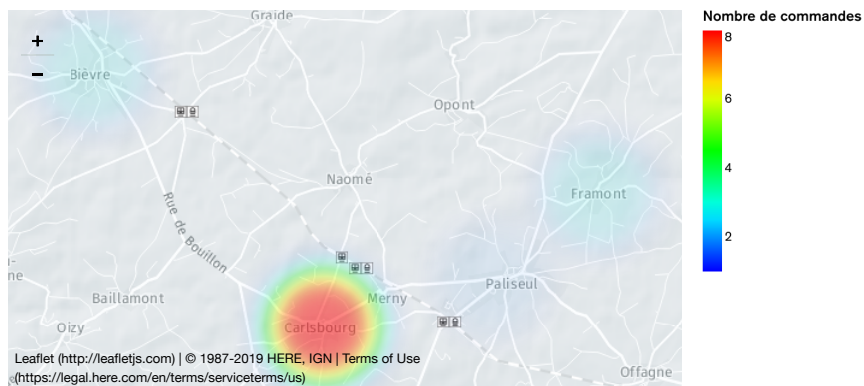 Nombre de commandes
8
6
4
2
+
−
Graide
Bièvre
Opont
Naomé
Framont
Rue de Bouillon
Paliseul
Baillamont
Merny
Oizy
Carlsbourg
Offagne
Leaflet (http://leafletjs.com) | © 1987-2019 HERE, IGN | Terms of Use
(https://legal.here.com/en/terms/serviceterms/us)